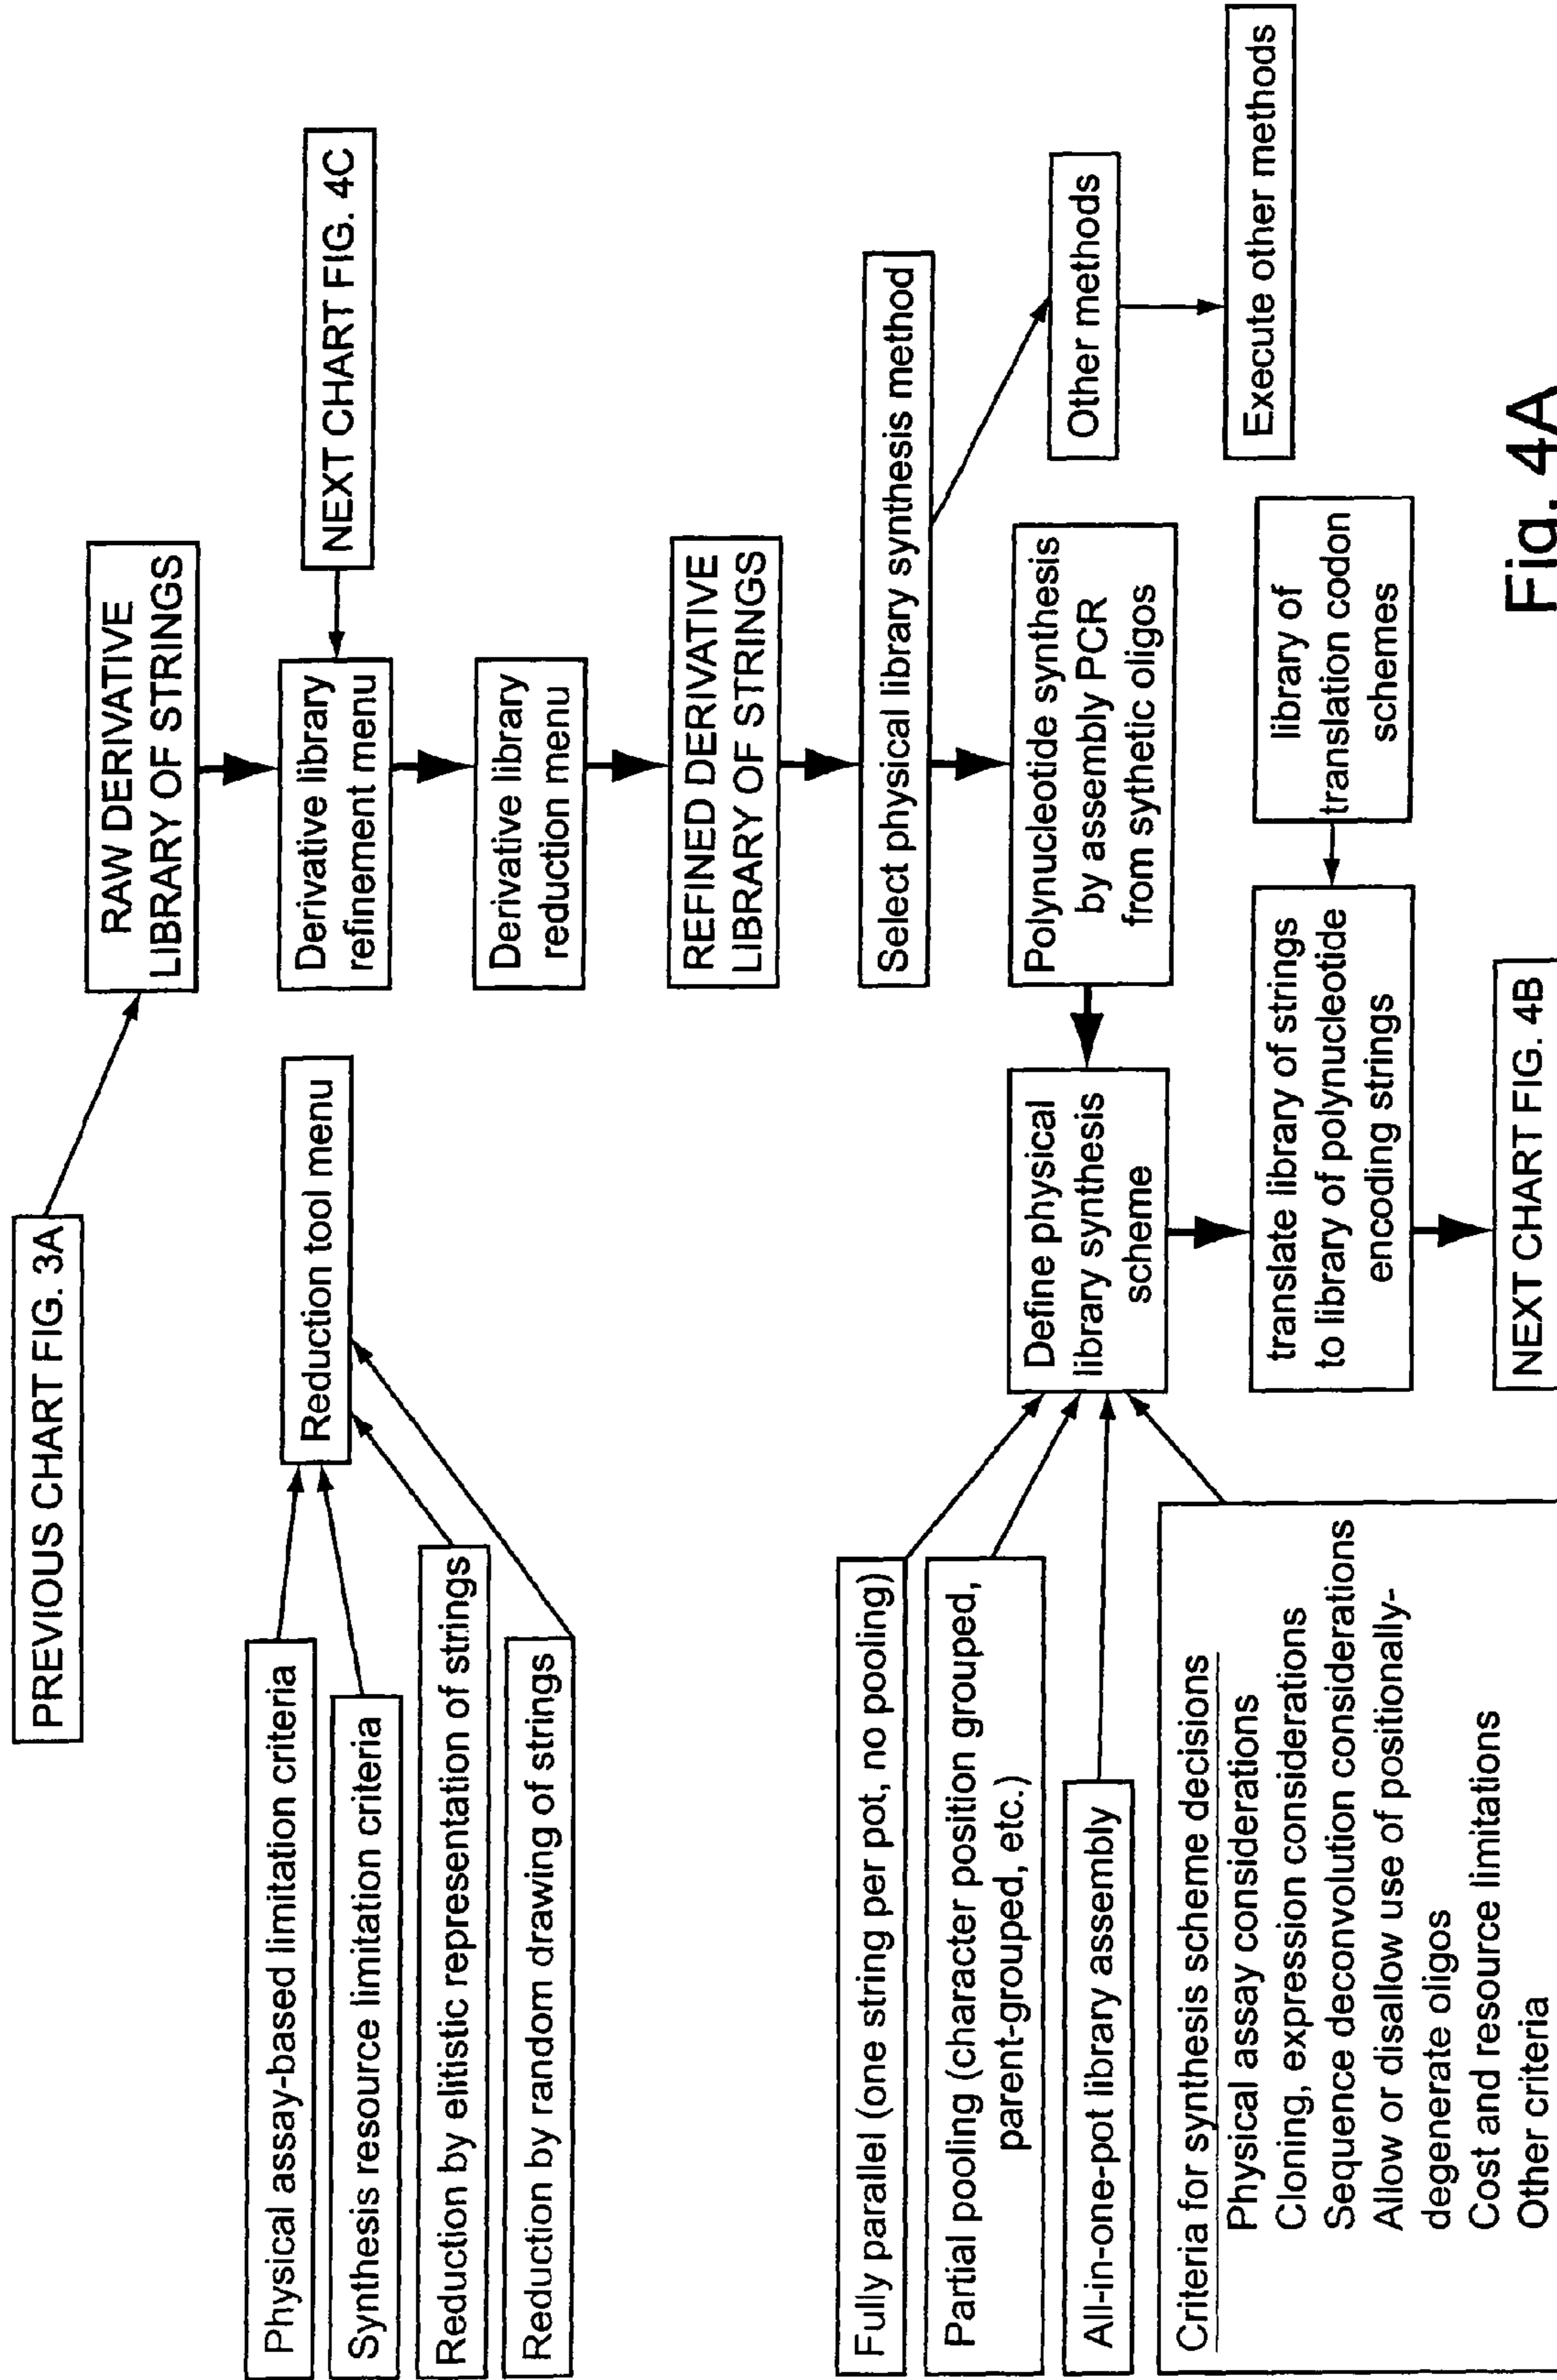 PREVIOUS CHART FIG. 3A
RAW DERIVATIVE
LIBRARY OF STRINGS
Physical assay-based limitation criteria
Synthesis resource limitation criteria
Reduction by elitistic representation of strings
Reduction by random drawing of strings
Reduction tool menu
Derivative library
refinement menu
NEXT CHART FIG. 4C
Derivative library
reduction menu
REFINED DERIVATIVE
LIBRARY OF STRINGS
Select physical library synthesis method
Other methods
Execute other methods
Polynucleotide synthesis
by assembly PCR
from sythetic oligos
Fully parallel (one string per pot, no pooling)
Partial pooling (character position grouped,
parent-grouped, etc.)
All-in-one-pot library assembly
Criteria for synthesis scheme decisions
Physical assay considerations
Cloning, expression considerations
Sequence deconvolution considerations
Allow or disallow use of positionally-
degenerate oligos
Cost and resource limitations
Other criteria
Define physical
library synthesis
scheme
translate library of strings
to library of polynucleotide
encoding strings
library of
translation codon
schemes
NEXT CHART FIG. 4B
Fig. 4A